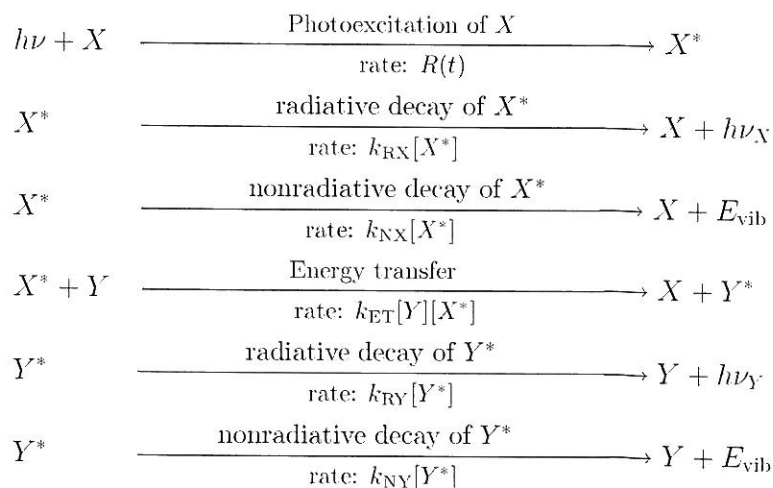 hν + X Photoexcitation of X X*
rate: R(t)
X* radiative decay of X* X + hν_X
rate: k_RX[X*]
X* nonradiative decay of X* X + E_vib
rate: k_NX[X*]
X* + Y Energy transfer X + Y*
rate: k_ET[Y][X*]
Y* radiative decay of Y* Y + hν_Y
rate: k_RY[Y*]
Y* nonradiative decay of Y* Y + E_vib
rate: k_NY[Y*]